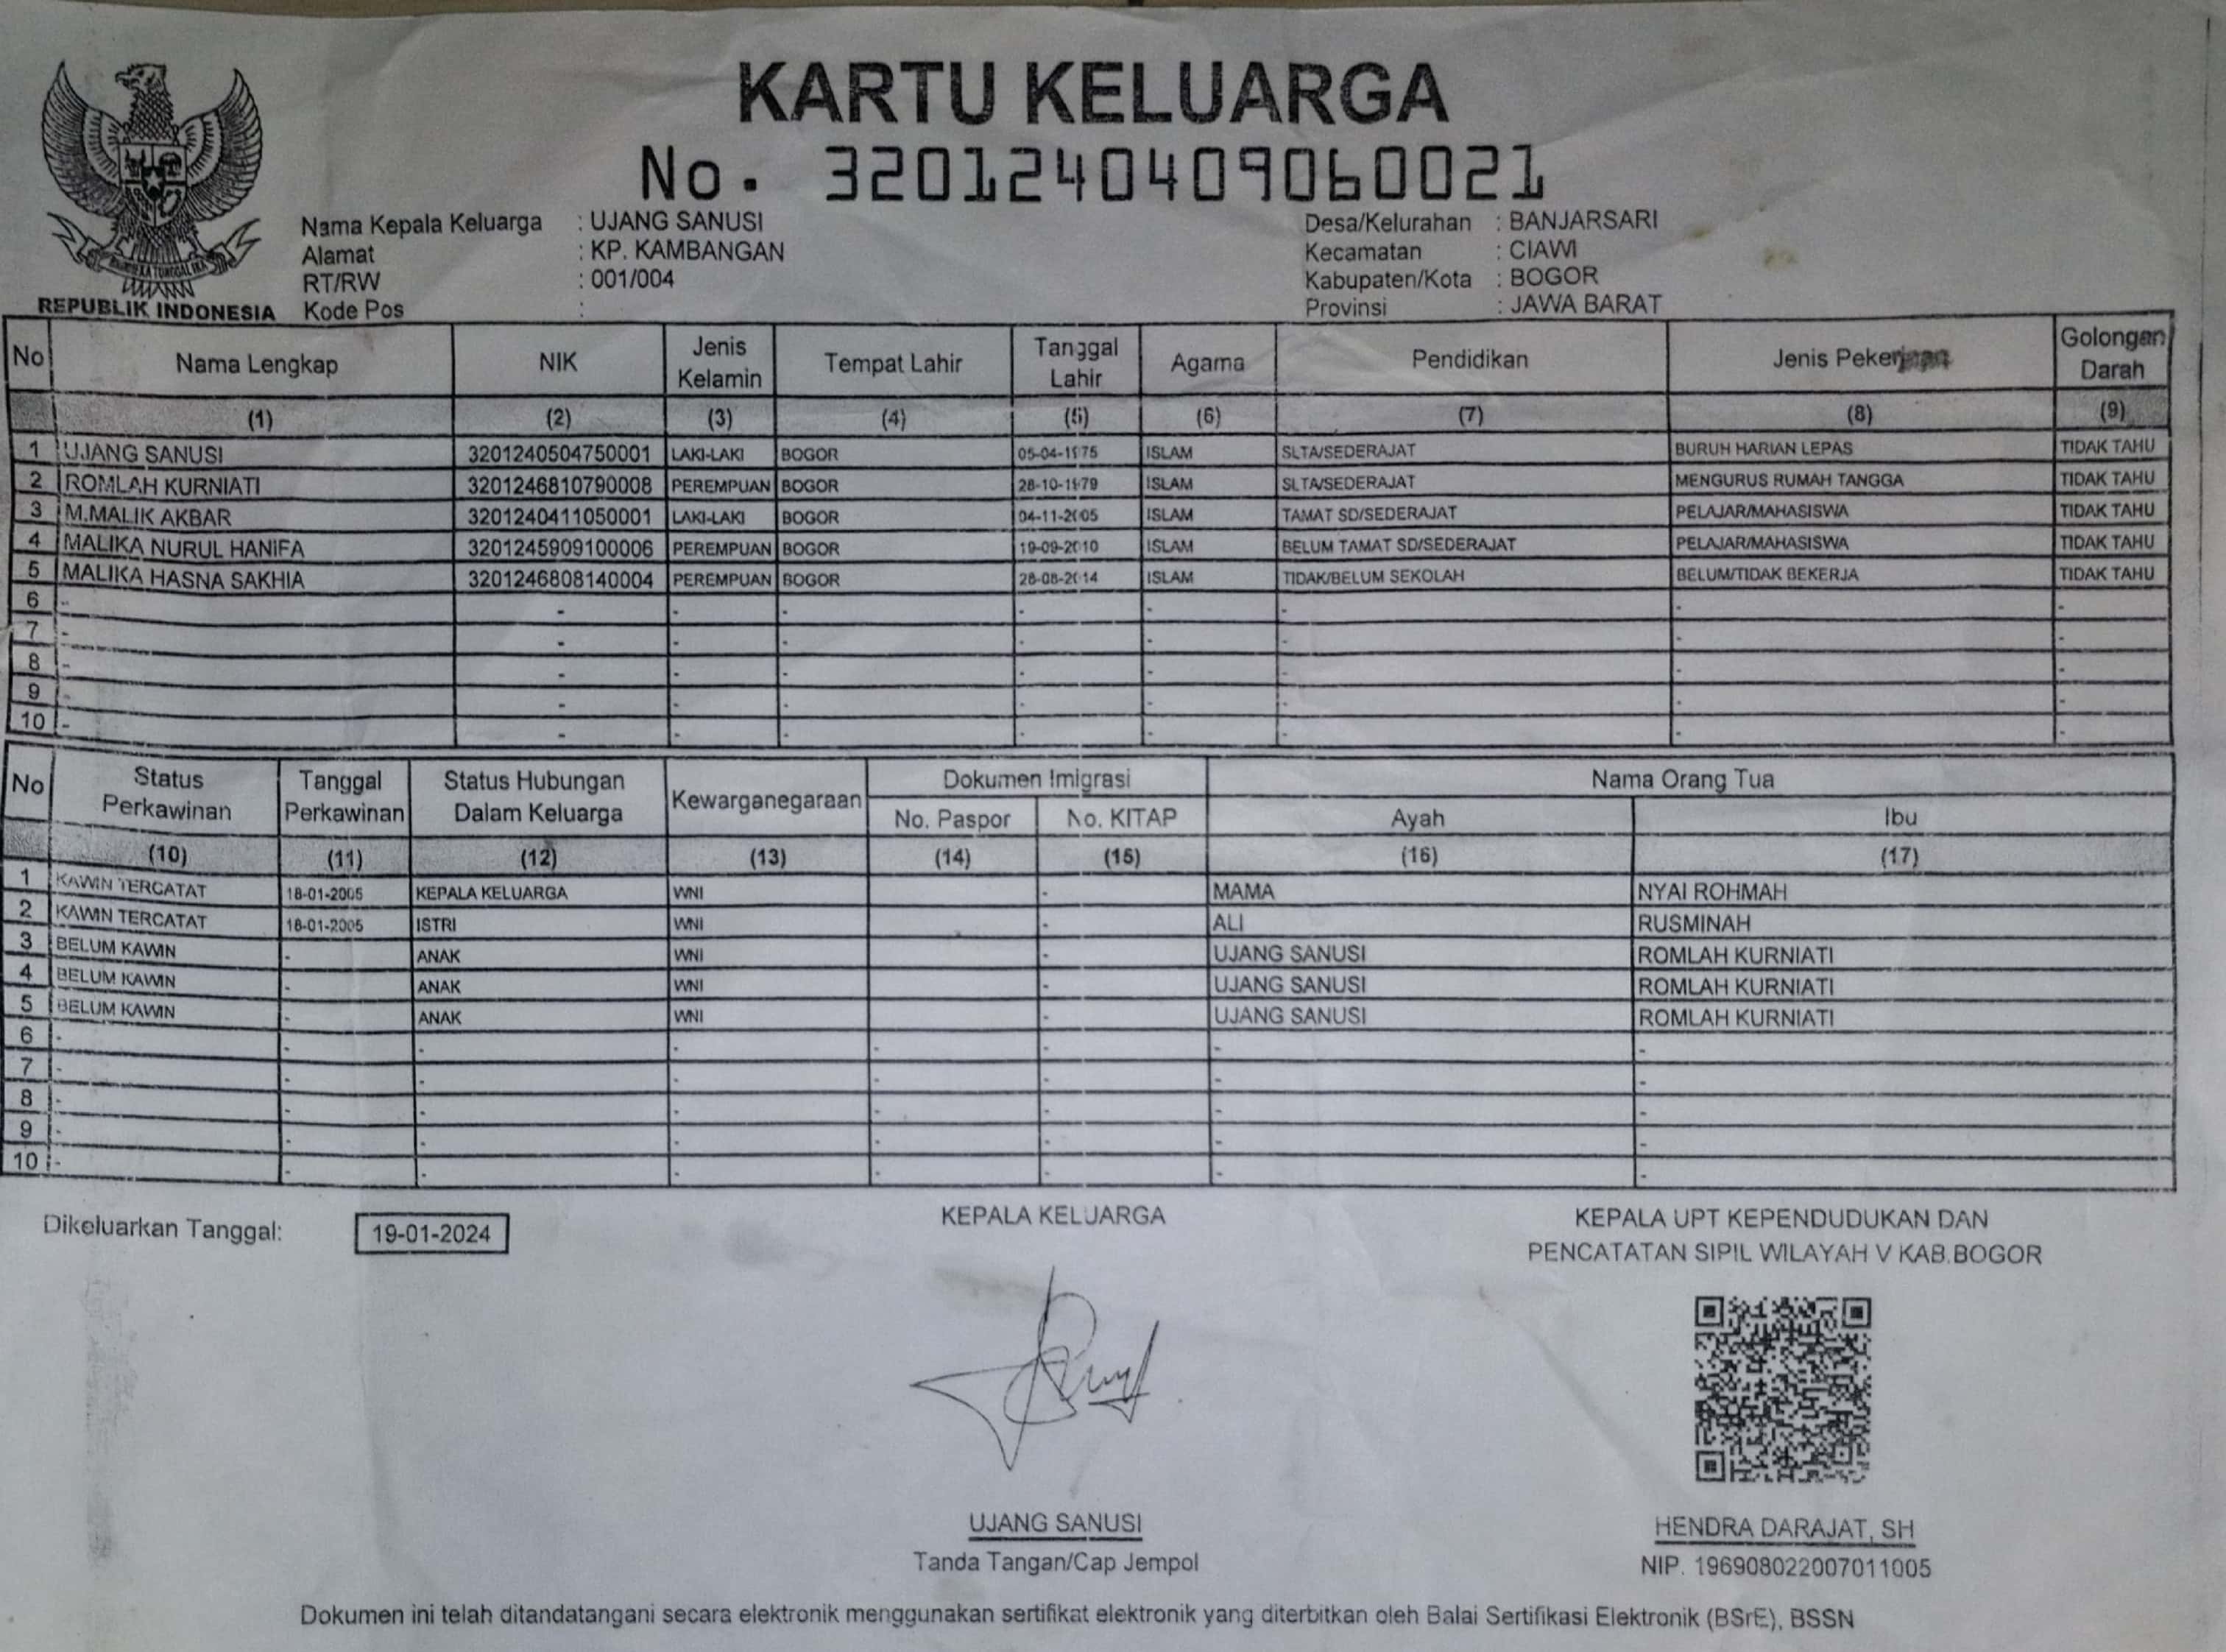 KARTU KELUARGA
No. 3201240409060021
Nama Kepala Keluarga : UJANG SANUSI
Alamat : KP. KAMBANGAN
RT/RW : 001/004
Kode Pos :
Desa/Kelurahan : BANJARSARI
Kecamatan : CIAWI
Kabupaten/Kota : BOGOR
Provinsi : JAWA BARAT
REPUBLIK INDONESIA
No Nama Lengkap NIK Jenis Kelamin Tempat Lahir Tanggal Lahir Agama Pendidikan Jenis Pekerjaan Golongan Darah
(1) (2) (3) (4) (5) (6) (7) (8) (9)
1 UJANG SANUSI 3201240504750001 LAKI-LAKI BOGOR 05-04-1975 ISLAM SLTA/SEDERAJAT BURUH HARIAN LEPAS TIDAK TAHU
2 ROMLAH KURNIATI 3201246810790008 PEREMPUAN BOGOR 28-10-1979 ISLAM SLTA/SEDERAJAT MENGURUS RUMAH TANGGA TIDAK TAHU
3 M.MALIK AKBAR 3201240411050001 LAKI-LAKI BOGOR 04-11-2005 ISLAM TAMAT SD/SEDERAJAT PELAJAR/MAHASISWA TIDAK TAHU
4 MALIKA NURUL HANIFA 3201245909100006 PEREMPUAN BOGOR 19-09-2010 ISLAM BELUM TAMAT SD/SEDERAJAT PELAJAR/MAHASISWA TIDAK TAHU
5 MALIKA HASNA SAKHIA 3201246808140004 PEREMPUAN BOGOR 28-08-2014 ISLAM TIDAK/BELUM SEKOLAH BELUM/TIDAK BEKERJA TIDAK TAHU
6 - - - - - - - - -
7 - - - - - - - - -
8 - - - - - - - - -
9 - - - - - - - - -
10 - - - - - - - - -
No Status Perkawinan Tanggal Perkawinan Status Hubungan Dalam Keluarga Kewarganegaraan Dokumen Imigrasi Nama Orang Tua
No. Paspor No. KITAP Ayah Ibu
(10) (11) (12) (13) (14) (15) (16) (17)
1 KAWIN TERCATAT 18-01-2005 KEPALA KELUARGA WNI - MAMA NYAI ROHMAH
2 KAWIN TERCATAT 18-01-2005 ISTRI WNI - ALI RUSMINAH
3 BELUM KAWIN - ANAK WNI - UJANG SANUSI ROMLAH KURNIATI
4 BELUM KAWIN - ANAK WNI - UJANG SANUSI ROMLAH KURNIATI
5 BELUM KAWIN - ANAK WNI - UJANG SANUSI ROMLAH KURNIATI
6 - - - - - - - -
7 - - - - - - - -
8 - - - - - - - -
9 - - - - - - - -
10 - - - - - - - -
Dikeluarkan Tanggal: 19-01-2024
KEPALA KELUARGA
UJANG SANUSI
Tanda Tangan/Cap Jempol
KEPALA UPT KEPENDUDUKAN DAN
PENCATATAN SIPIL WILAYAH V KAB.BOGOR
HENDRA DARAJAT, SH
NIP. 196908022007011005
Dokumen ini telah ditandatangani secara elektronik menggunakan sertifikat elektronik yang diterbitkan oleh Balai Sertifikasi Elektronik (BSrE), BSSN